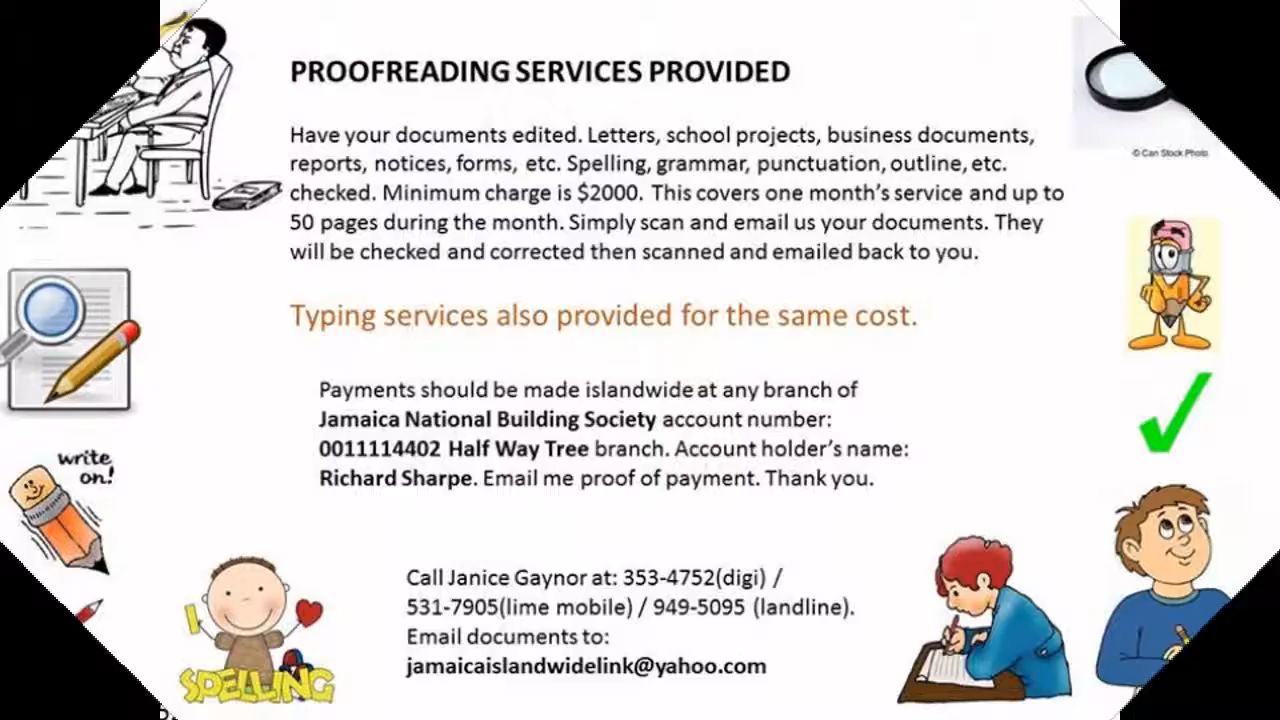 PROOFREADING SERVICES PROVIDED
Have your documents edited. Letters, school projects, business documents,
reports, notices, forms, etc. Spelling, grammar, punctuation, outline, etc.
checked. Minimum charge is $2000. This covers one month's service and up to
50 pages during the month. Simply scan and email us your documents. They
will be checked and corrected then scanned and emailed back to you.
© Can Stock Photo
Typing services also provided for the same cost.
Payments should be made islandwide at any branch of
Jamaica National Building Society account number:
0011114402 Half Way Tree branch. Account holder's name:
Richard Sharpe. Email me proof of payment. Thank you.
write
on!
Call Janice Gaynor at: 353-4752(digi) /
531-7905(lime mobile) / 949-5095 (landline).
Email documents to:
jamaicaislandwidelink@yahoo.com
I
SPELLING